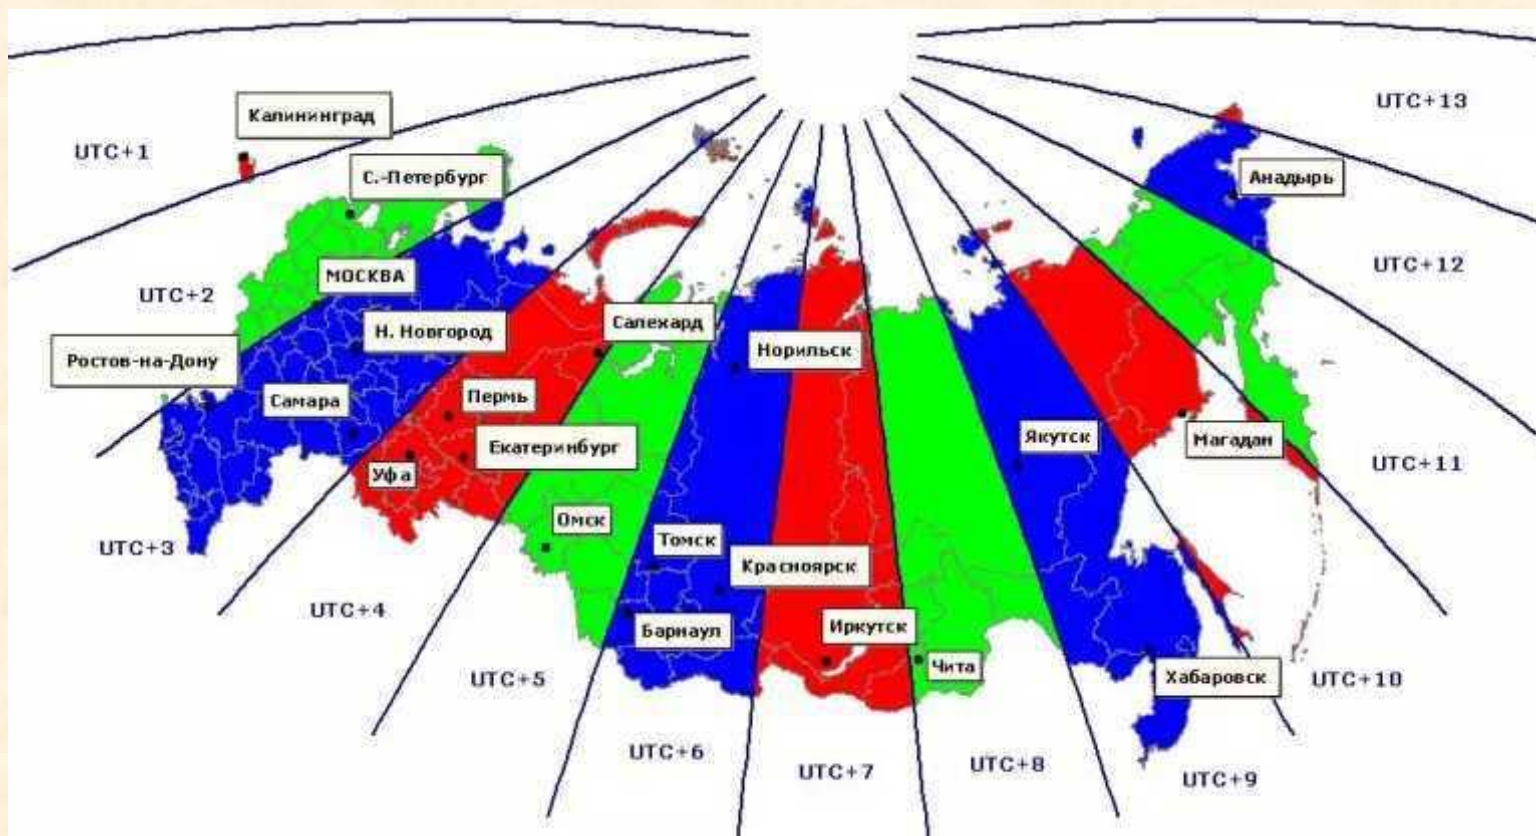 UTC+13
Калининград
UTC+1
С.-Петербург
Анадырь
МОСКВА
UTC+12
UTC+2
Н. Новгород
Салехард
Норильск
Ростов-на-Дону
Самара
Пермь
Якутск
Магадан
Екатеринбург
UTC+11
Уфа
Омск
UTC+3
Томск
Красноярск
UTC+4
Барнаул
Иркутск
Чита
UTC+5
Хабаровск
UTC+10
UTC+6
UTC+7
UTC+8
UTC+9